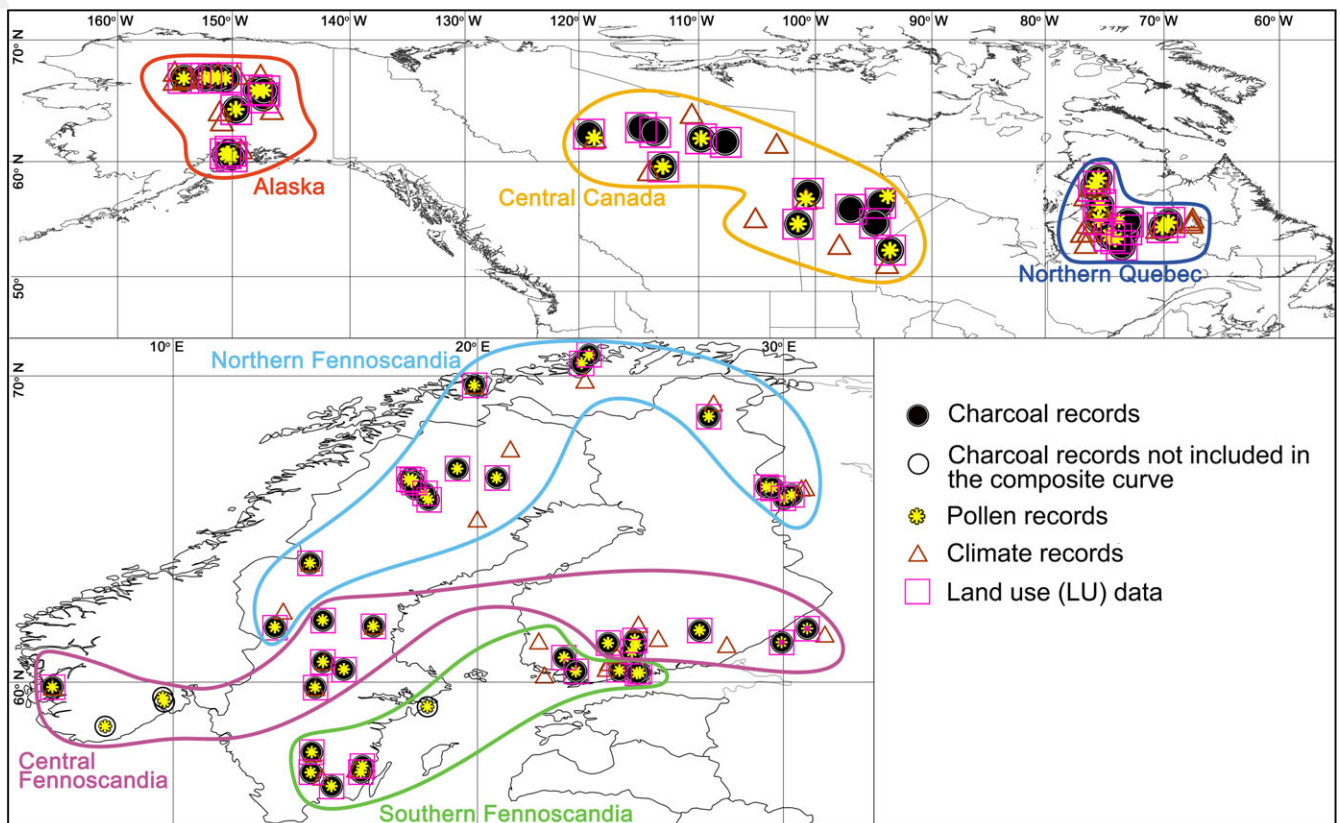 160°W 150°W 140°W 130°W 120°W 110°W 100°W 90°W 80°W 70°W 60°W
70°N
60°N
50°N
Alaska
Central Canada
Northern Quebec
10°E 20°E 30°E
70°N
60°N
Northern Fennoscandia
Central
Fennoscandia
Southern Fennoscandia
Charcoal records
Charcoal records not included in
the composite curve
Pollen records
Climate records
Land use (LU) data